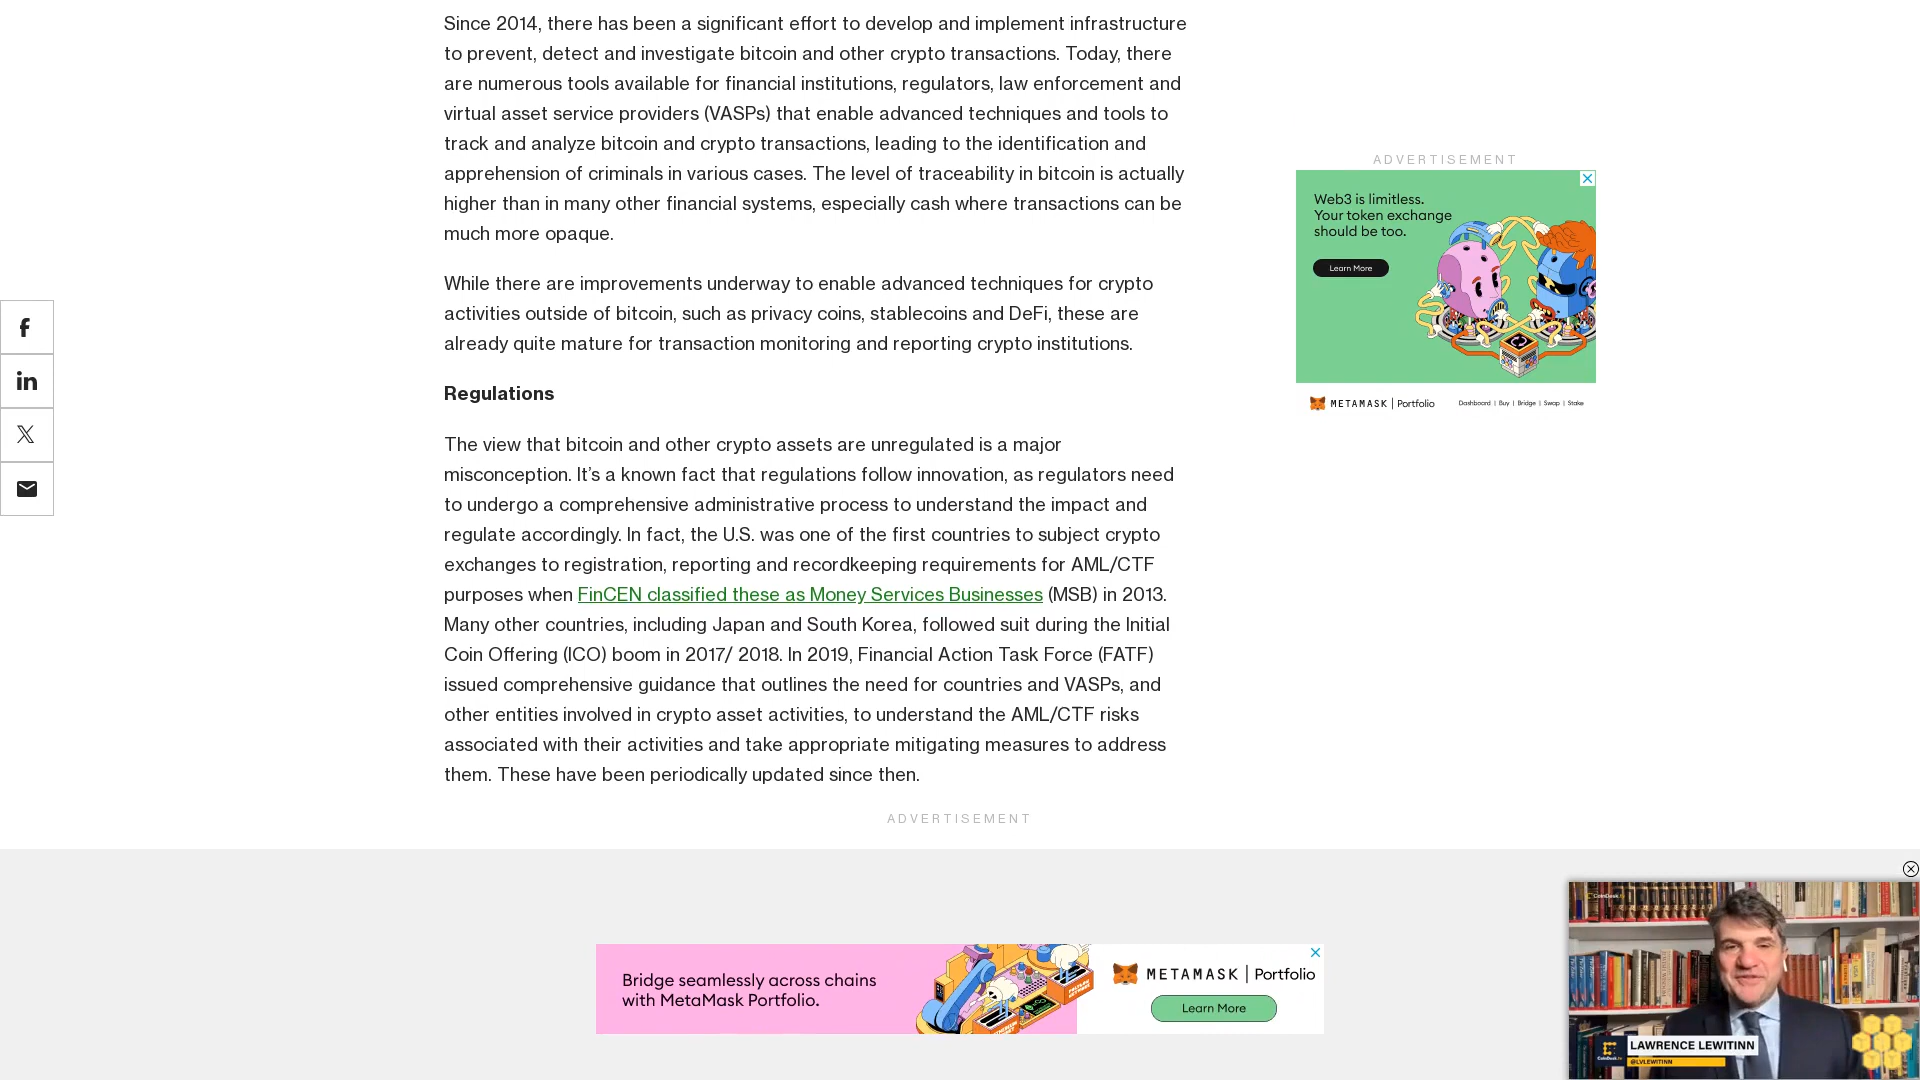 Since 2014, there has been a significant effort to develop and implement infrastructure
to prevent, detect and investigate bitcoin and other crypto transactions. Today, there
are numerous tools available for financial institutions, regulators, law enforcement and
virtual asset service providers (VASPs) that enable advanced techniques and tools to
track and analyze bitcoin and crypto transactions, leading to the identification and
apprehension of criminals in various cases. The level of traceability in bitcoin is actually
higher than in many other financial systems, especially cash where transactions can be
much more opaque.
While there are improvements underway to enable advanced techniques for crypto
activities outside of bitcoin, such as privacy coins, stablecoins and DeFi, these are
already quite mature for transaction monitoring and reporting crypto institutions.
Regulations
The view that bitcoin and other crypto assets are unregulated is a major
misconception. It’s a known fact that regulations follow innovation, as regulators need
to undergo a comprehensive administrative process to understand the impact and
regulate accordingly. In fact, the U.S. was one of the first countries to subject crypto
exchanges to registration, reporting and recordkeeping requirements for AML/CTF
purposes when FinCEN classified these as Money Services Businesses (MSB) in 2013.
Many other countries, including Japan and South Korea, followed suit during the Initial
Coin Offering (ICO) boom in 2017/ 2018. In 2019, Financial Action Task Force (FATF)
issued comprehensive guidance that outlines the need for countries and VASPs, and
other entities involved in crypto asset activities, to understand the AML/CTF risks
associated with their activities and take appropriate mitigating measures to address
them. These have been periodically updated since then.
ADVERTISEMENT
Web3 is limitless.
Your token exchange
should be too.
Learn More
METAMASK | Portfolio
Dashboard | Buy | Bridge | Swap | Stake
ADVERTISEMENT
Bridge seamlessly across chains
with MetaMask Portfolio.
METAMASK | Portfolio
Learn More
LAWRENCE LEWITINN
@LVLEWITINN